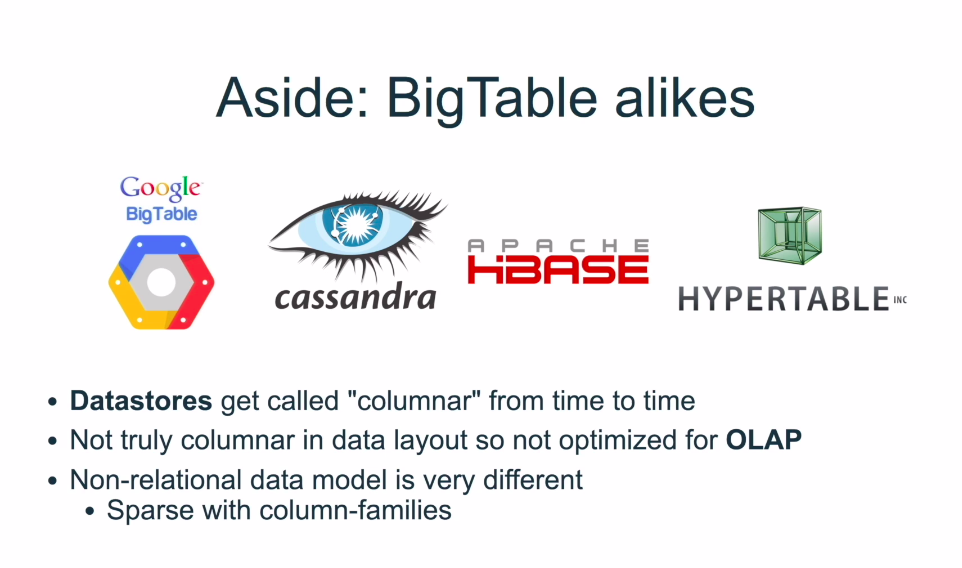 Aside: BigTable alikes
Google
BigTable
cassandra
APACHE
HBASE
HYPERTABLE INC
• Datastores get called "columnar" from time to time
• Not truly columnar in data layout so not optimized for OLAP
• Non-relational data model is very different
• Sparse with column-families